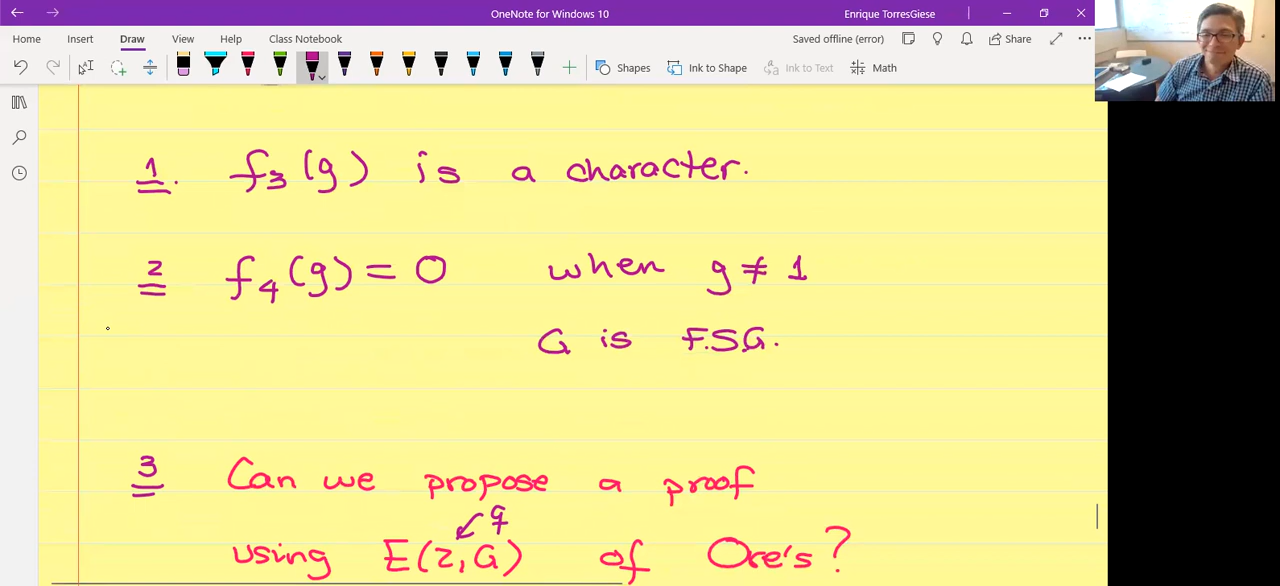 OneNote for Windows 10
Enrique TorresGiese
Home Insert Draw View Help Class Notebook
Saved offline (error)
Share
Shapes
Ink to Shape
Ink to Text
Math
1. f₃(g) is a character.
2 f₄(g) = 0 when g ≠ 1
G is F.S.G.
3 Can we propose a proof
q
using E(2, G) of Ore's?